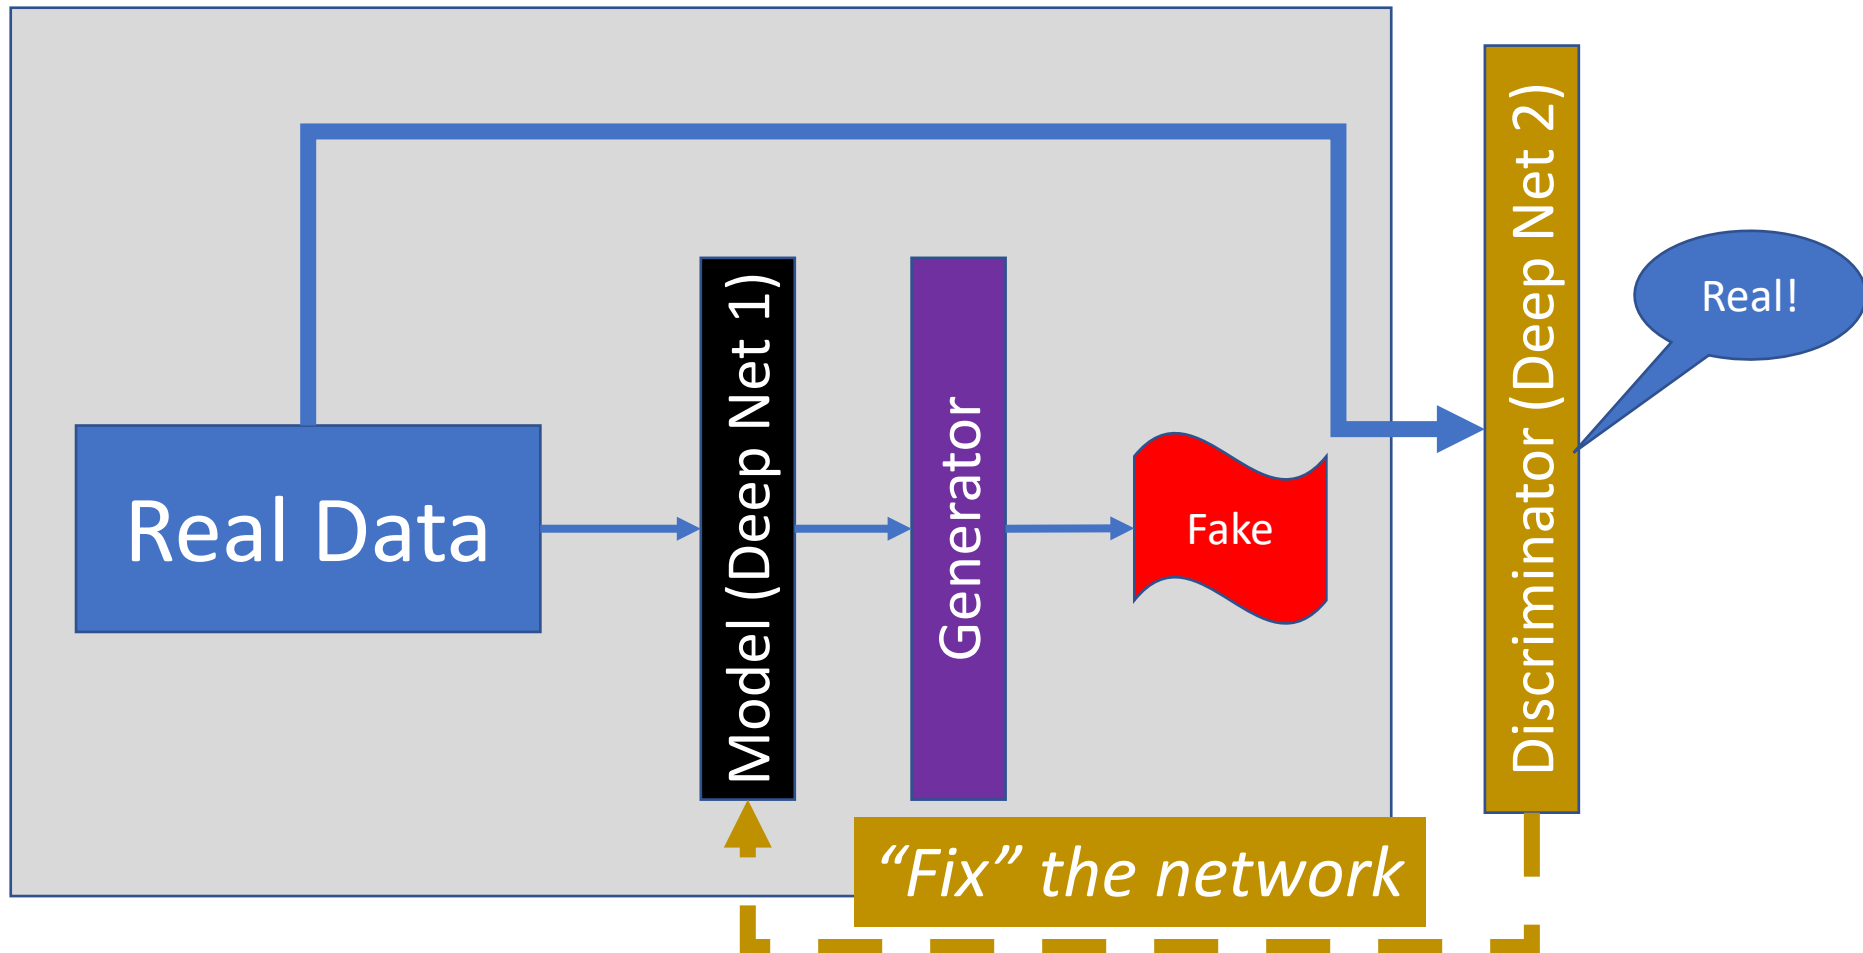 Real Data
Model (Deep Net 1)
Generator
Fake
Discriminator (Deep Net 2)
Real!
“Fix” the network